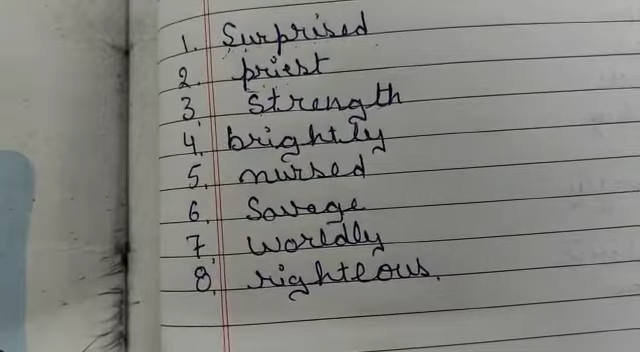 1. Surprised
2. priest
3. Strength
4. brightly
5. nursed
6. Savage
7. Worldly
8. righteous.